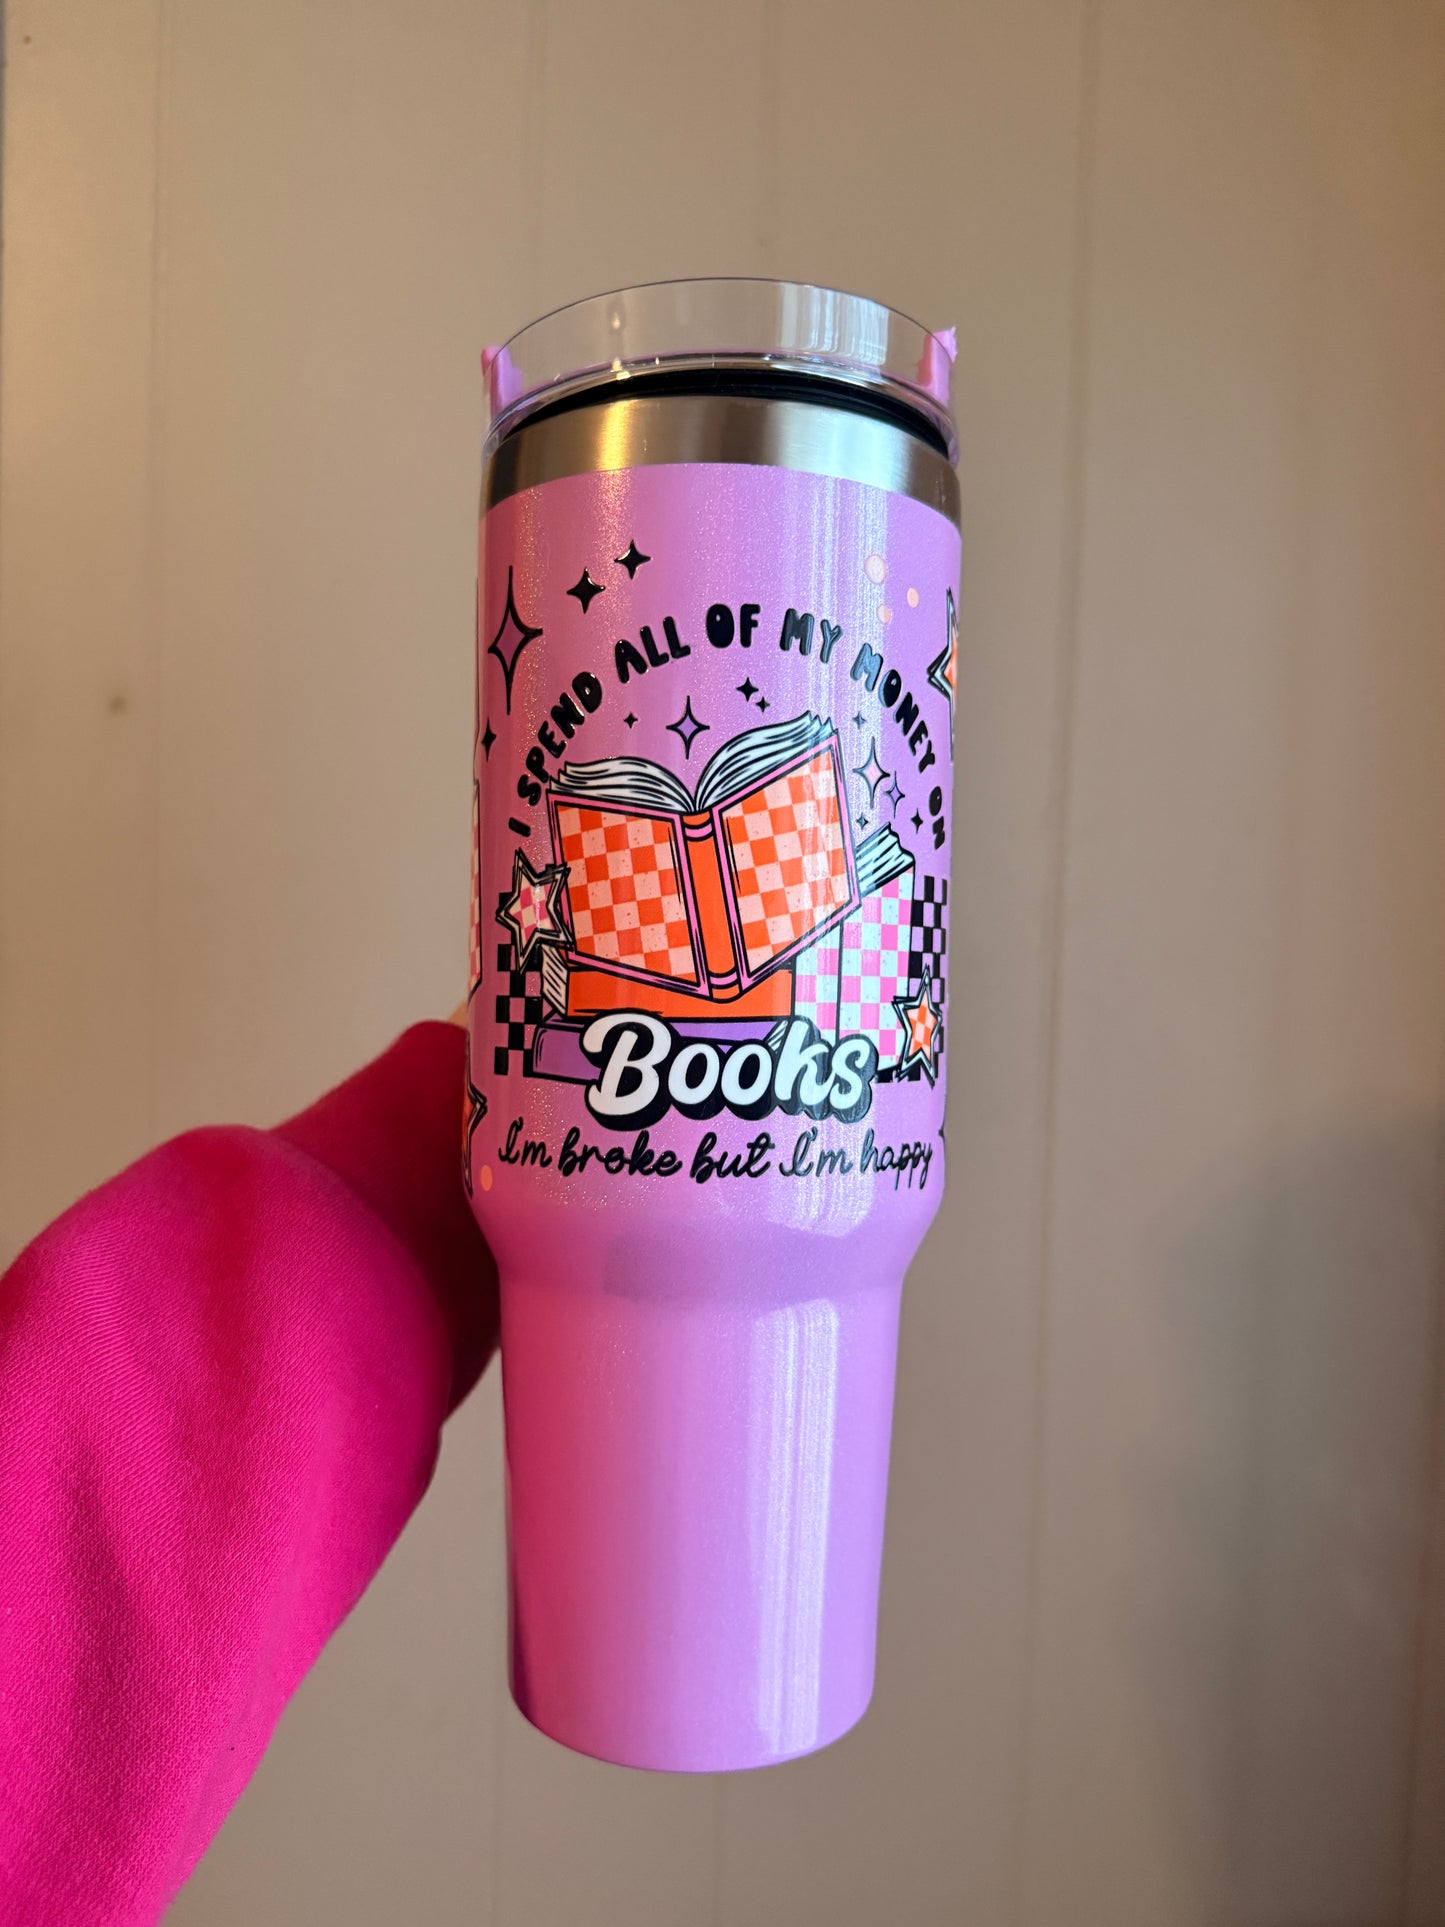 I SPEND ALL OF MY MONEY ON
Books
I'm broke but I'm happy